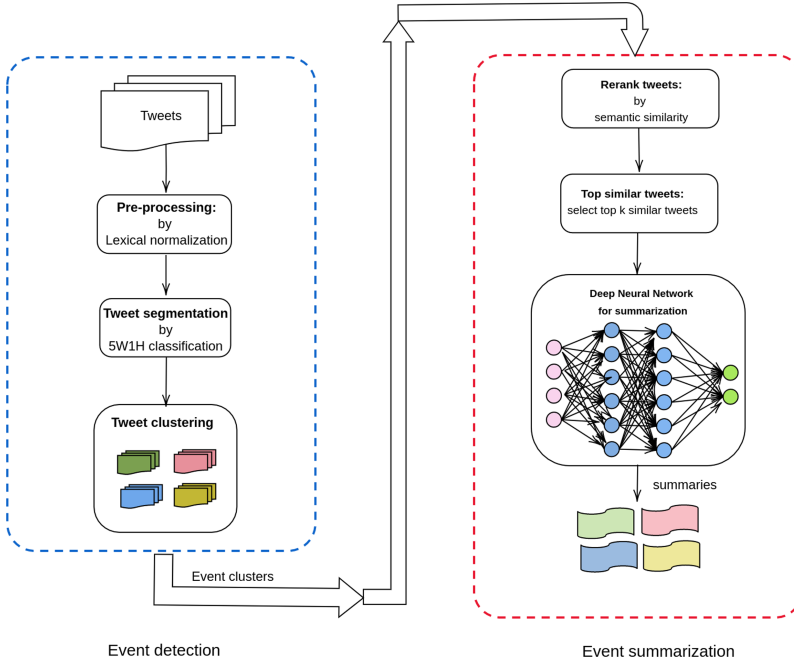 Tweets
Pre-processing:
by
Lexical normalization
Tweet segmentation
by
5W1H classification
Tweet clustering
Event clusters
Event detection
Rerank tweets:
by
semantic similarity
Top similar tweets:
select top k similar tweets
Deep Neural Network
for summarization
summaries
Event summarization